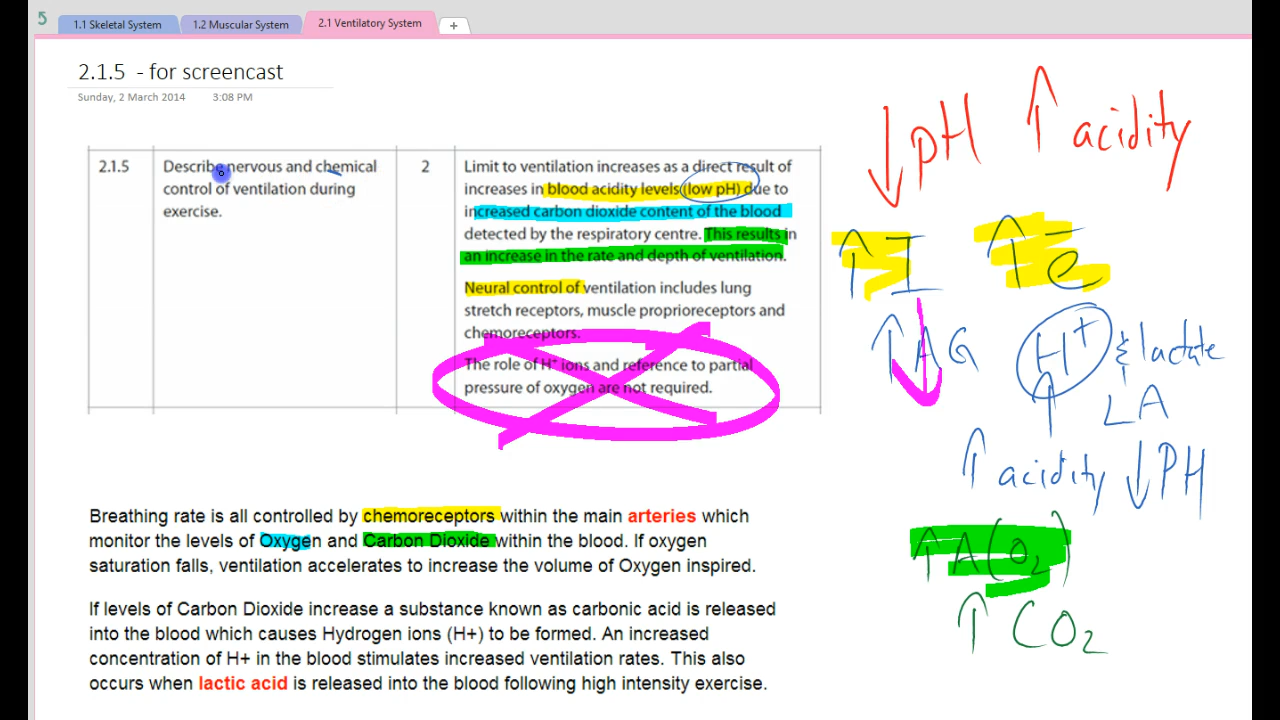 1.1 Skeletal System
1.2 Muscular System
2.1 Ventilatory System
+
2.1.5 - for screencast
Sunday, 2 March 2014 3:08 PM
2.1.5
Describe nervous and chemical
control of ventilation during
exercise.
2
Limit to ventilation increases as a direct result of
increases in blood acidity levels (low pH) due to
increased carbon dioxide content of the blood
detected by the respiratory centre. This results in
an increase in the rate and depth of ventilation.
Neural control of ventilation includes lung
stretch receptors, muscle proprioreceptors and
chemoreceptors.
The role of H⁺ ions and reference to partial
pressure of oxygen are not required.
↓ pH ↑ acidity
↑ I ↑ e
↑ AG H⁺ & lactate
↑ LA
↑ acidity ↓ PH
↑ A(O₂)
↑ CO₂
Breathing rate is all controlled by chemoreceptors within the main arteries which
monitor the levels of Oxygen and Carbon Dioxide within the blood. If oxygen
saturation falls, ventilation accelerates to increase the volume of Oxygen inspired.
If levels of Carbon Dioxide increase a substance known as carbonic acid is released
into the blood which causes Hydrogen ions (H+) to be formed. An increased
concentration of H+ in the blood stimulates increased ventilation rates. This also
occurs when lactic acid is released into the blood following high intensity exercise.